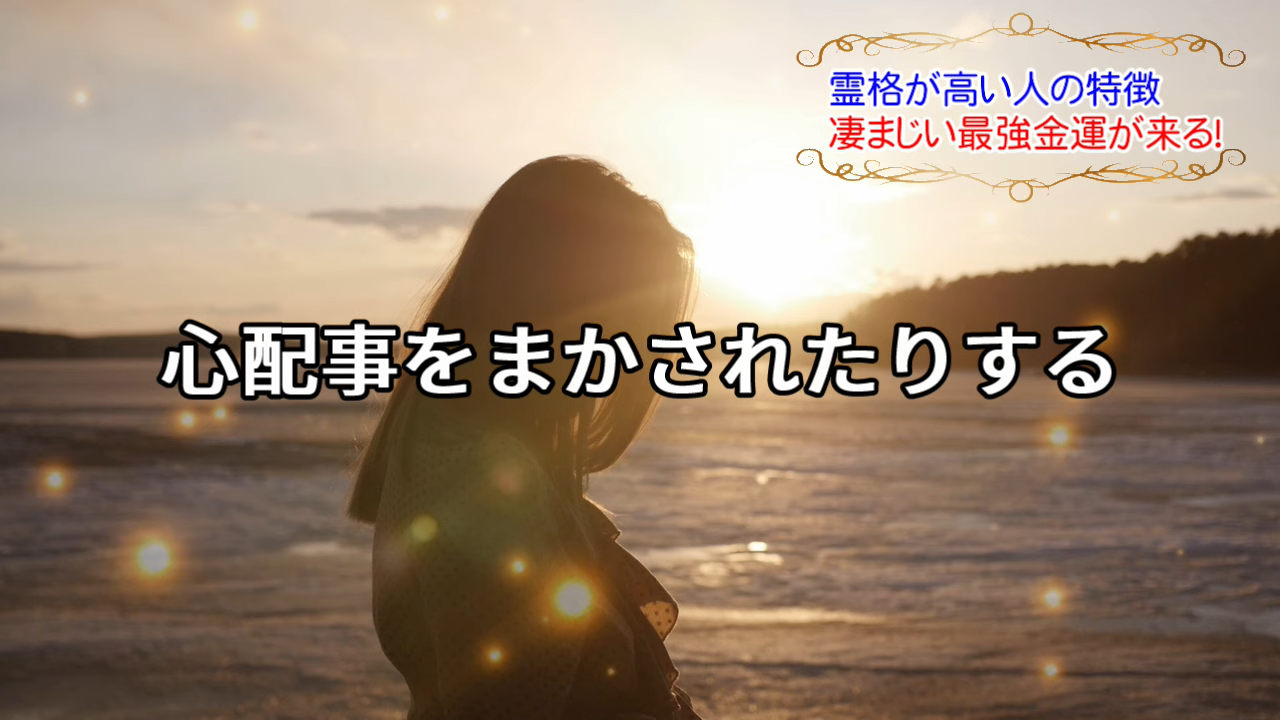 霊格が高い人の特徴
凄まじい最強金運が来る!
心配事をまかされたりする